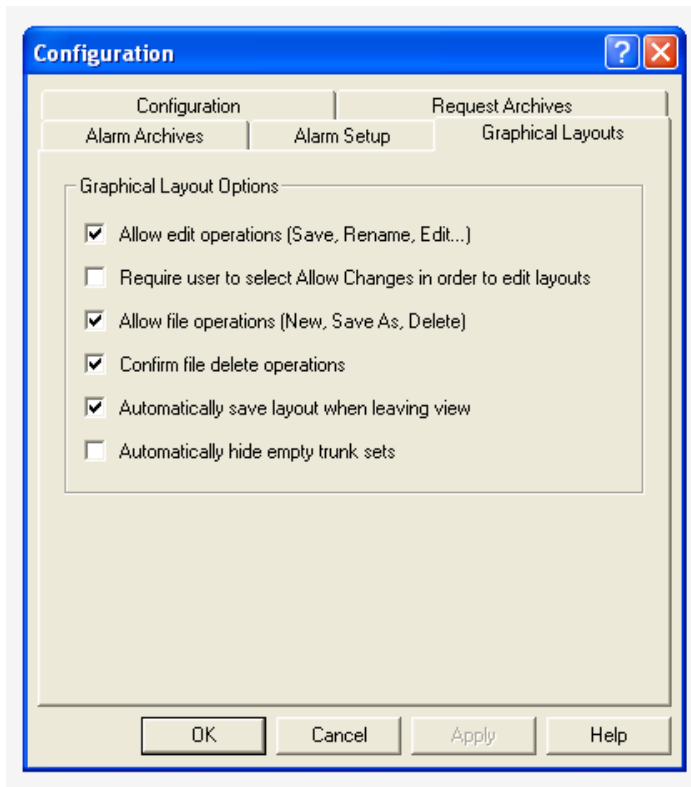 Configuration
Configuration Request Archives
Alarm Archives Alarm Setup Graphical Layouts
Graphical Layout Options
Allow edit operations (Save, Rename, Edit...)
Require user to select Allow Changes in order to edit layouts
Allow file operations (New, Save As, Delete)
Confirm file delete operations
Automatically save layout when leaving view
Automatically hide empty trunk sets
OK Cancel Apply Help